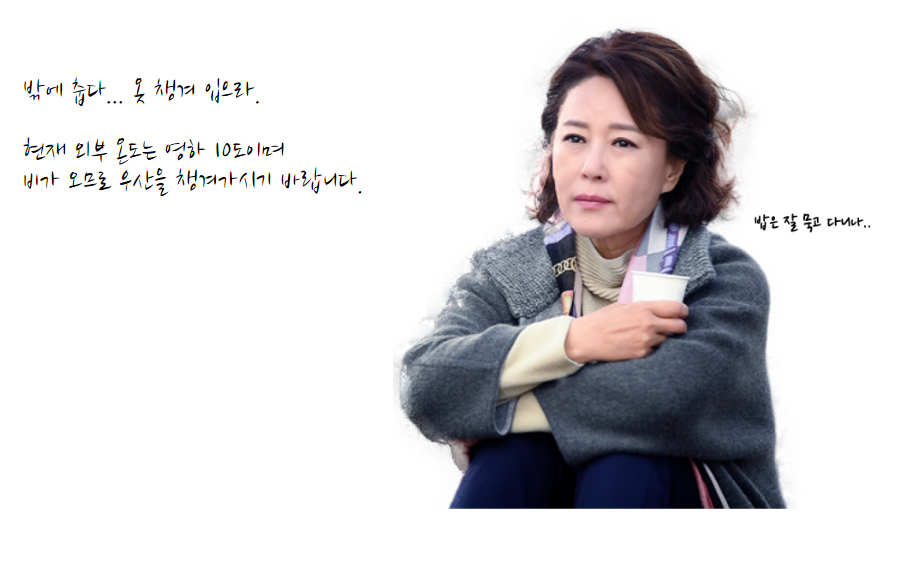 밖에 춥다... 옷 챙겨 입으라.
현재 외부 온도는 영하 10도이며
비가 오므로 우산을 챙겨가시기 바랍니다.
밥은 잘 묵고 다니나..